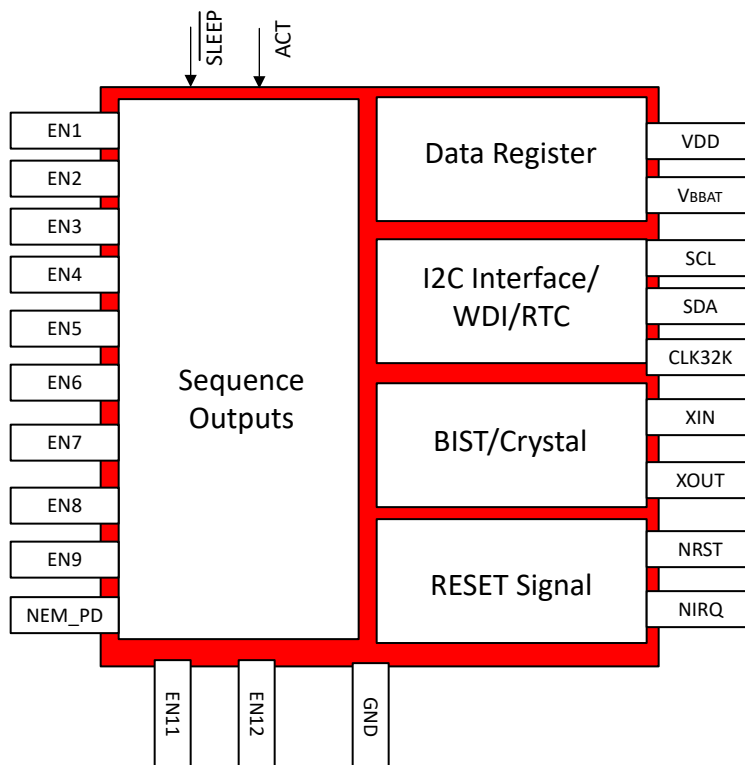 SLEEP
ACT
EN1
EN2
EN3
EN4
EN5
EN6
EN7
EN8
EN9
NEM_PD
Sequence
Outputs
Data Register
I2C Interface/
WDI/RTC
BIST/Crystal
RESET Signal
VDD
VBBAT
SCL
SDA
CLK32K
XIN
XOUT
NRST
NIRQ
EN11
EN12
GND